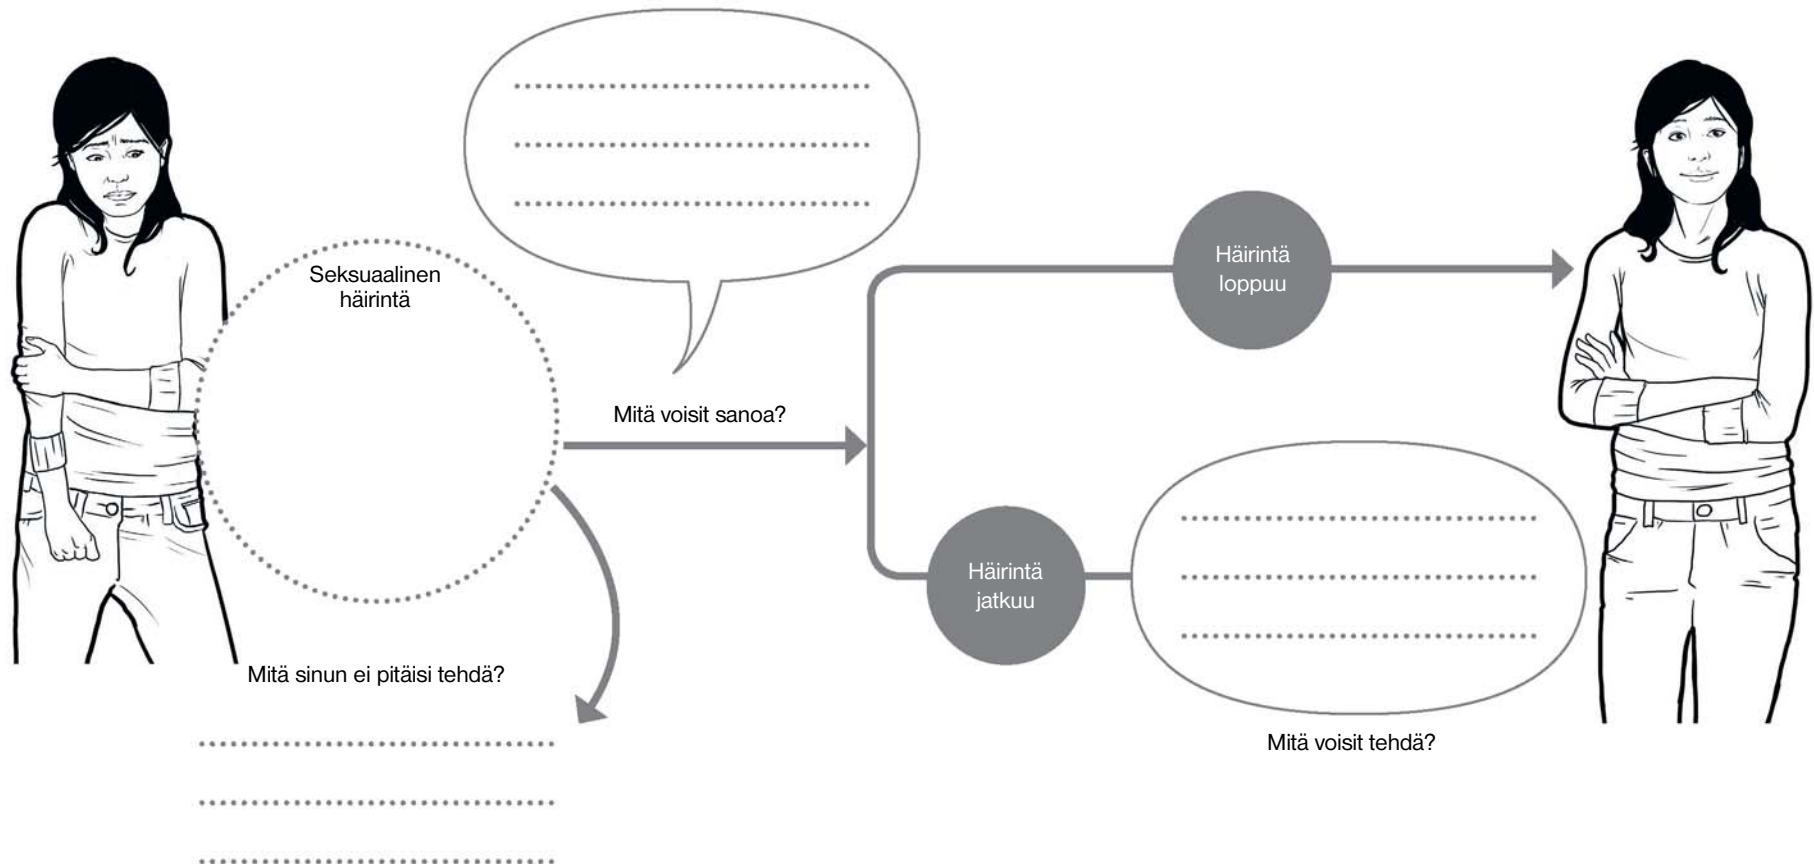 Seksuaalinen
häirintä
Mitä voisit sanoa?
Häirintä
loppuu
Häirintä
jatkuu
Mitä sinun ei pitäisi tehdä?
Mitä voisit tehdä?